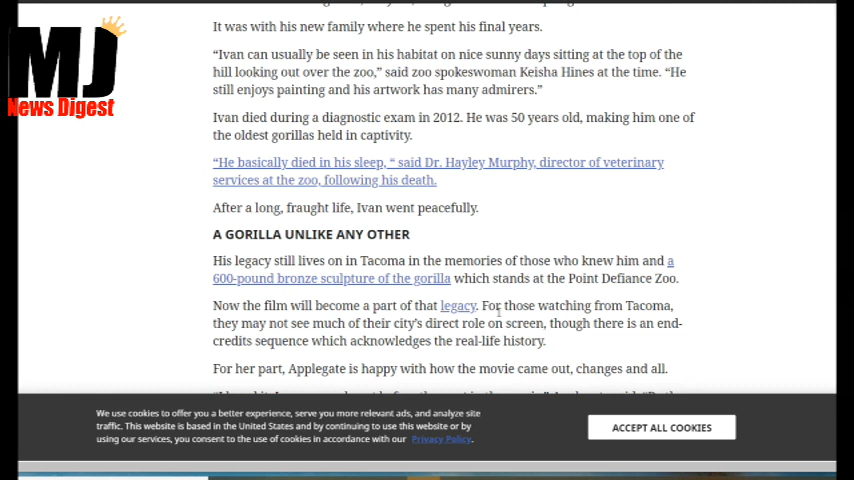 MJ
News Digest
It was with his new family where he spent his final years.
“Ivan can usually be seen in his habitat on nice sunny days sitting at the top of the
hill looking out over the zoo,” said zoo spokeswoman Keisha Hines at the time. “He
still enjoys painting and his artwork has many admirers.”
Ivan died during a diagnostic exam in 2012. He was 50 years old, making him one of
the oldest gorillas held in captivity.
“He basically died in his sleep, “ said Dr. Hayley Murphy, director of veterinary
services at the zoo, following his death.
After a long, fraught life, Ivan went peacefully.
A GORILLA UNLIKE ANY OTHER
His legacy still lives on in Tacoma in the memories of those who knew him and a
600-pound bronze sculpture of the gorilla which stands at the Point Defiance Zoo.
Now the film will become a part of that legacy. For those watching from Tacoma,
they may not see much of their city’s direct role on screen, though there is an end-
credits sequence which acknowledges the real-life history.
For her part, Applegate is happy with how the movie came out, changes and all.
We use cookies to offer you a better experience, serve you more relevant ads, and analyze site
traffic. This website is based in the United States and by continuing to use this website or by
using our services, you consent to the use of cookies in accordance with our Privacy Policy.
ACCEPT ALL COOKIES